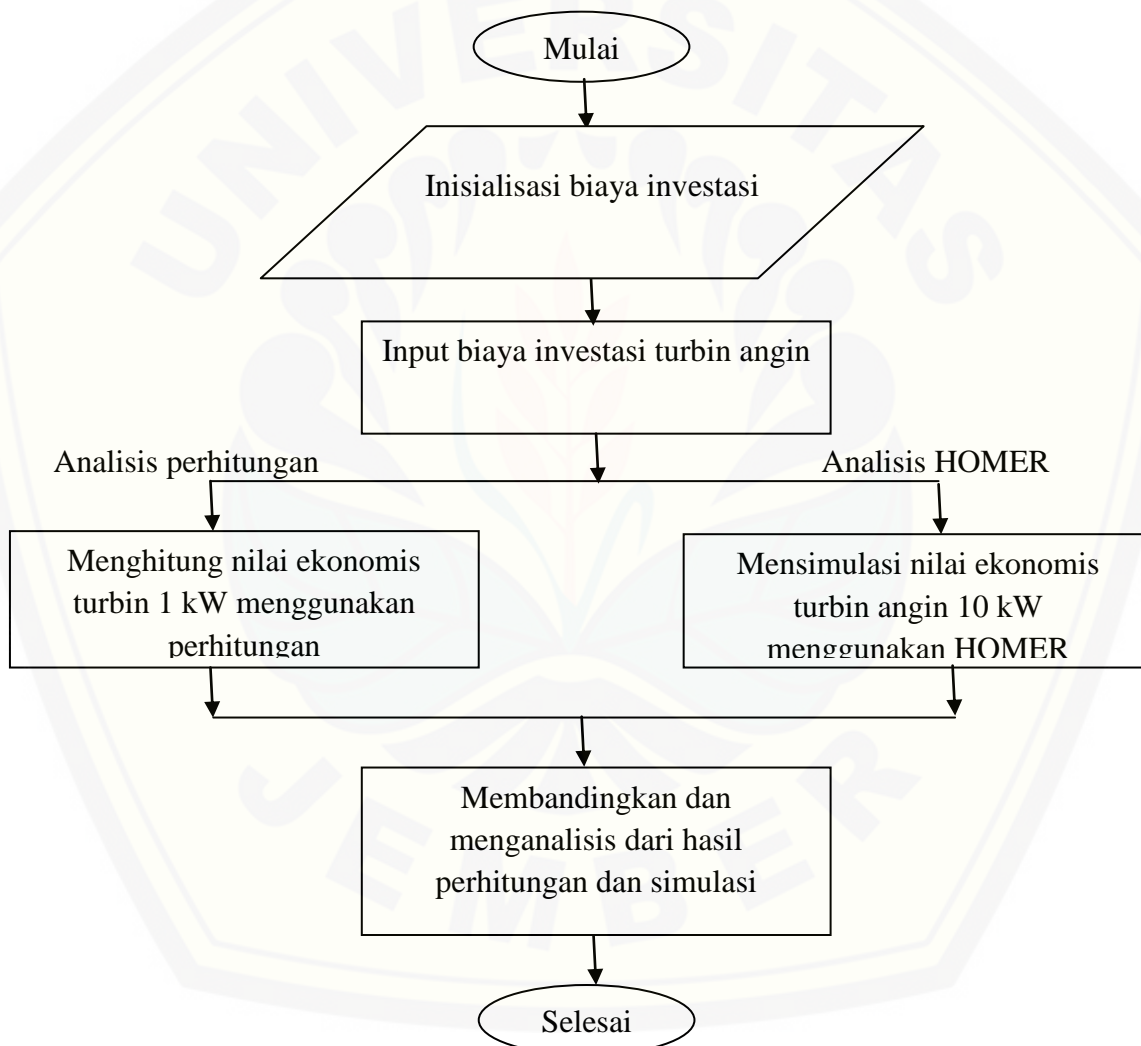 UNIVERSITAS
JEMBER
Mulai
Inisialisasi biaya investasi
Input biaya investasi turbin angin
Analisis perhitungan
Analisis HOMER
Menghitung nilai ekonomis
turbin 1 kW menggunakan
perhitungan
Mensimulasi nilai ekonomis
turbin angin 10 kW
menggunakan HOMER
Membandingkan dan
menganalisis dari hasil
perhitungan dan simulasi
Selesai